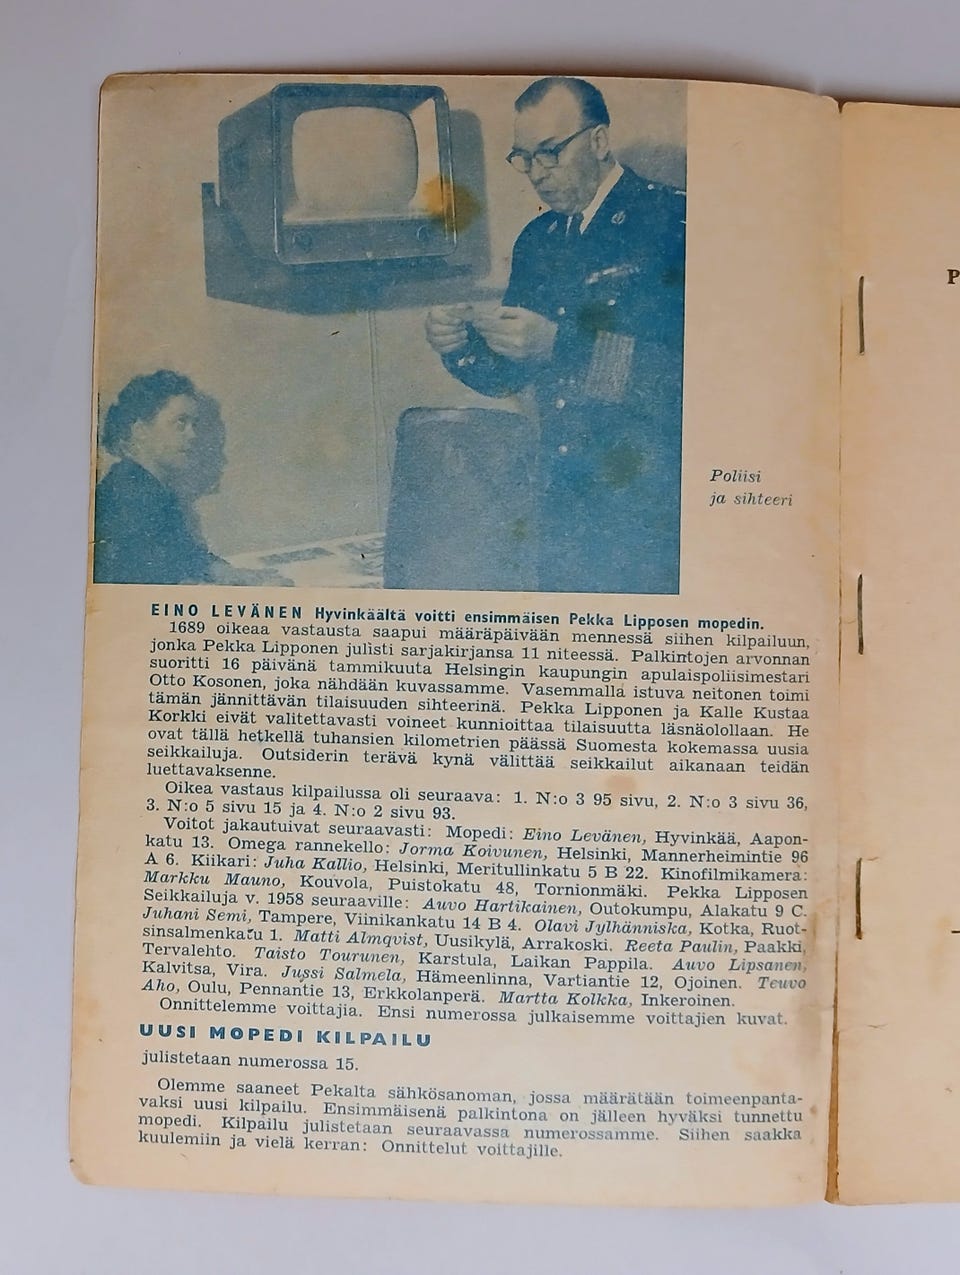 Poliisi
ja sihteeri
P
EINO LEVÄNEN Hyvinkäältä voitti ensimmäisen Pekka Lipposen mopedin.
1689 oikeaa vastausta saapui määräpäivään mennessä siihen kilpailuun,
jonka Pekka Lipponen julisti sarjakirjansa 11 niteessä. Palkintojen arvonnan
suoritti 16 päivänä tammikuuta Helsingin kaupungin apulaispoliisimestari
Otto Kosonen, joka nähdään kuvassamme. Vasemmalla istuva neitonen toimi
tämän jännittävän tilaisuuden sihteerinä. Pekka Lipponen ja Kalle Kustaa
Korkki eivät valitettavasti voineet kunnioittaa tilaisuutta läsnäolollaan. He
ovat tällä hetkellä tuhansien kilometrien päässä Suomesta kokemassa uusia
seikkailuja. Outsiderin terävä kynä välittää seikkailut aikanaan teidän
luettavaksenne.
Oikea vastaus kilpailussa oli seuraava: 1. N:o 3 95 sivu, 2. N:o 3 sivu 36,
3. N:o 5 sivu 15 ja 4. N:o 2 sivu 93.
Voitot jakautuivat seuraavasti: Mopedi: Eino Levänen, Hyvinkää, Aapon-
katu 13. Omega rannekello: Jorma Koivunen, Helsinki, Mannerheimintie 96
A 6. Kiikari: Juha Kallio, Helsinki, Meritullinkatu 5 B 22. Kinofilmikamera:
Markku Mauno, Kouvola, Puistokatu 48, Tornionmäki. Pekka Lipposen
Seikkailuja v. 1958 seuraaville: Auvo Hartikainen, Outokumpu, Alakatu 9 C.
Juhani Semi, Tampere, Viinikankatu 14 B 4. Olavi Jylhänniska, Kotka, Ruot-
sinsalmenkatu 1. Matti Almqvist, Uusikylä, Arrakoski. Reeta Paulin, Paakki,
Tervalehto. Taisto Tourunen, Karstula, Laikan Pappila. Auvo Lipsanen,
Kalvitsa, Vira. Jussi Salmela, Hämeenlinna, Vartiantie 12, Ojoinen. Teuvo
Aho, Oulu, Pennantie 13, Erkkolanperä. Martta Kolkka, Inkeroinen.
Onnittelemme voittajia. Ensi numerossa julkaisemme voittajien kuvat.
UUSI MOPEDI KILPAILU
julistetaan numerossa 15.
Olemme saaneet Pekalta sähkösanoman, jossa määrätään toimeenpanta-
vaksi uusi kilpailu. Ensimmäisenä palkintona on jälleen hyväksi tunnettu
mopedi. Kilpailu julistetaan seuraavassa numerossamme. Siihen saakka
kuulemiin ja vielä kerran: Onnittelut voittajille.